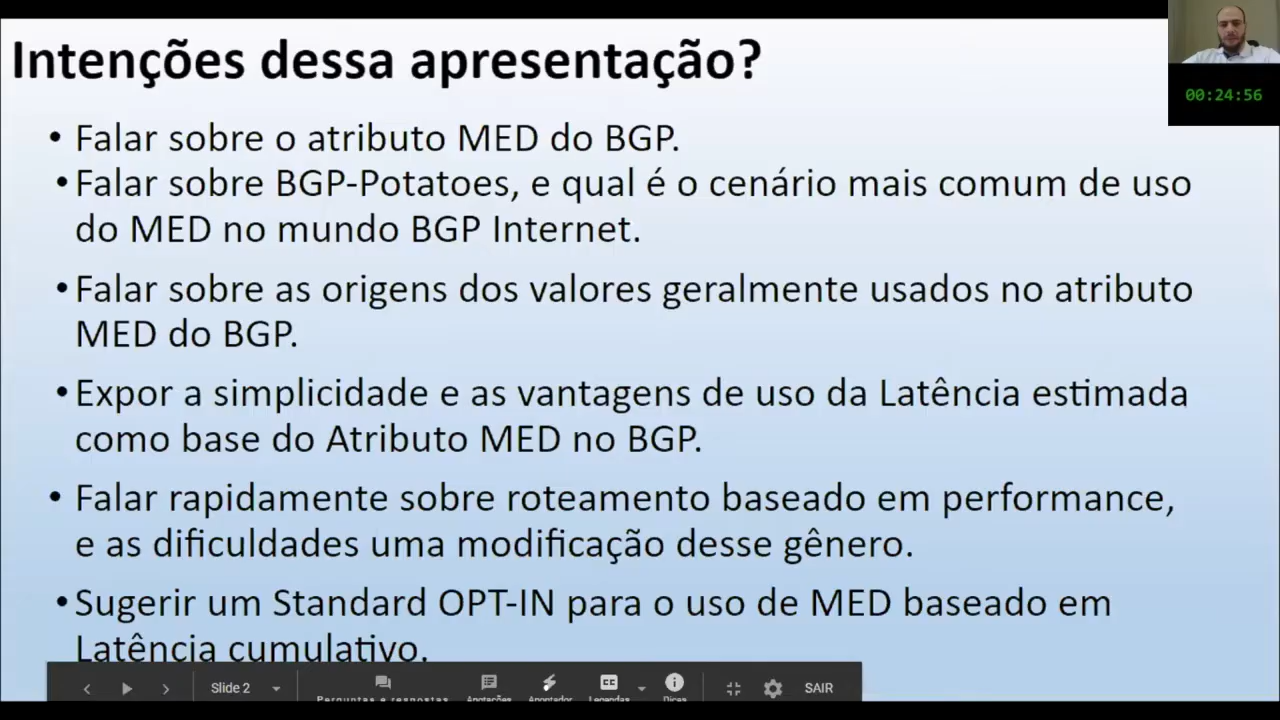 Intenções dessa apresentação?
00:24:56
• Falar sobre o atributo MED do BGP.
• Falar sobre BGP-Potatoes, e qual é o cenário mais comum de uso
do MED no mundo BGP Internet.
• Falar sobre as origens dos valores geralmente usados no atributo
MED do BGP.
• Expor a simplicidade e as vantagens de uso da Latência estimada
como base do Atributo MED no BGP.
• Falar rapidamente sobre roteamento baseado em performance,
e as dificuldades uma modificação desse gênero.
• Sugerir um Standard OPT-IN para o uso de MED baseado em
Latência cumulativo.
Slide 2
Perguntas e respostas Anotações Apontador Legendas Dicas
SAIR